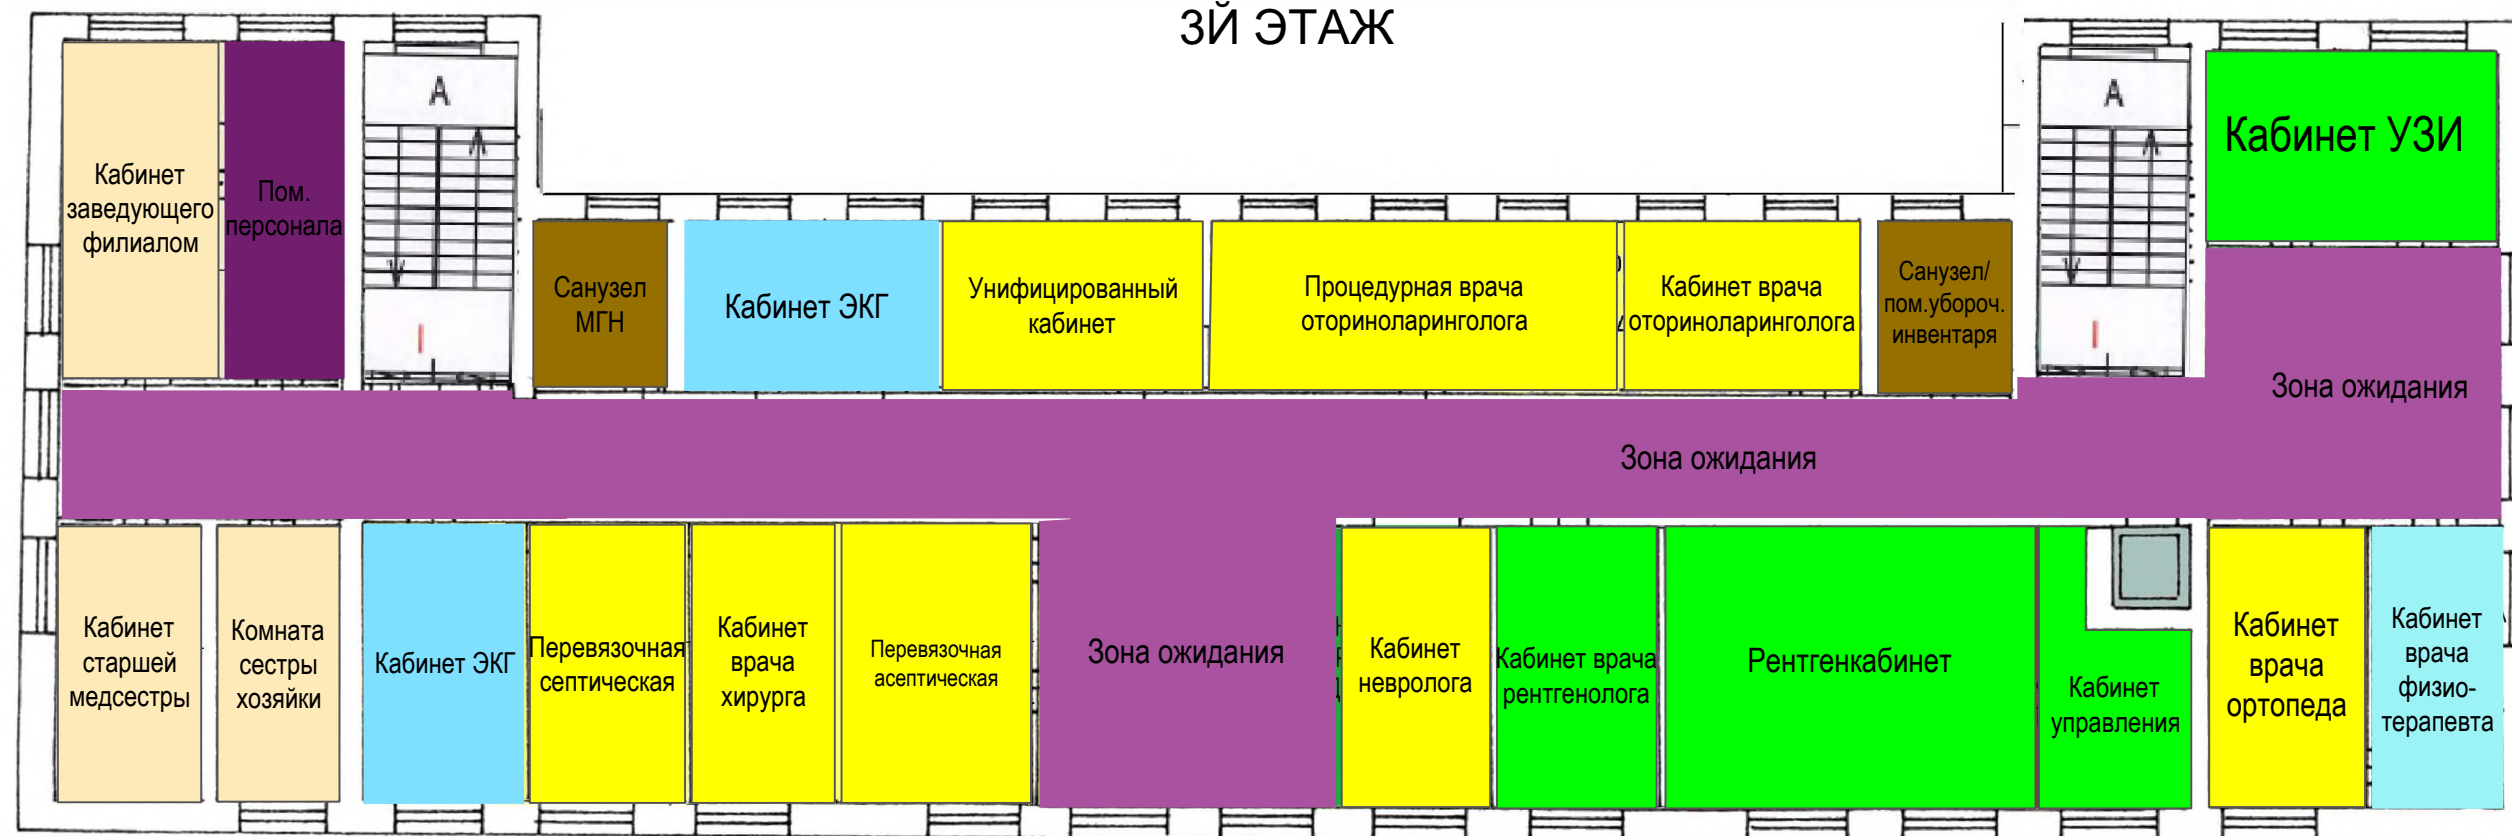 3Й ЭТАЖ
А
А
Кабинет
заведующего
филиалом
Пом.
персонала
Кабинет УЗИ
Санузел
МГН
Кабинет ЭКГ
Унифицированный
кабинет
Процедурная врача
оториноларинголога
Кабинет врача
оториноларинголога
Санузел/
пом.убороч.
инвентаря
I
I
Зона ожидания
Зона ожидания
Кабинет
старшей
медсестры
Комната
сестры
хозяйки
Кабинет ЭКГ
Перевязочная
септическая
Кабинет
врача
хирурга
Перевязочная
асептическая
Зона ожидания
Кабинет
невролога
Кабинет врача
рентгенолога
Рентгенкабинет
Кабинет
управления
Кабинет
врача
ортопеда
Кабинет
врача
физио-
терапевта